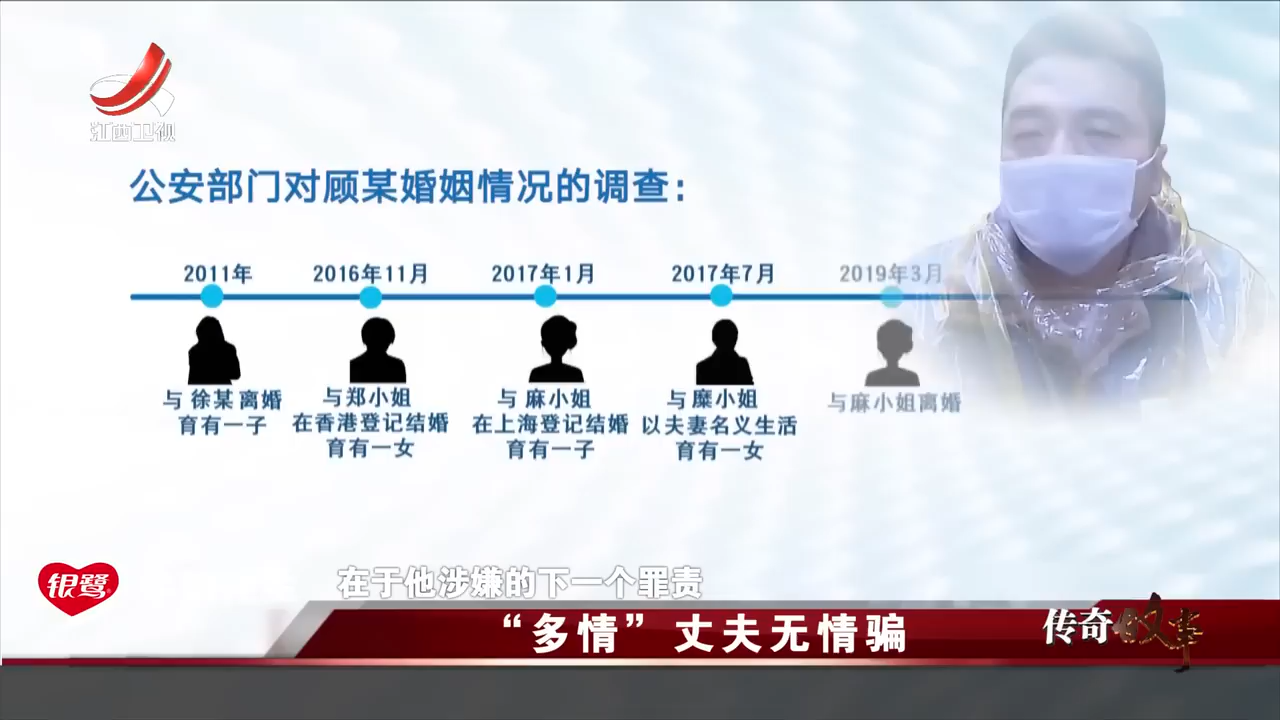 江西卫视
公安部门对顾某婚姻情况的调查：
2011年
2016年11月
2017年1月
2017年7月
2019年3月
与 徐某 离婚
育有一子
与郑小姐
在香港登记结婚
育有一女
与 麻小姐
在上海登记结婚
育有一子
与 糜小姐
以夫妻名义生活
育有一女
与麻小姐离婚
银鹭
在于他涉嫌的下一个罪责
“多情”丈夫无情骗
传奇故事